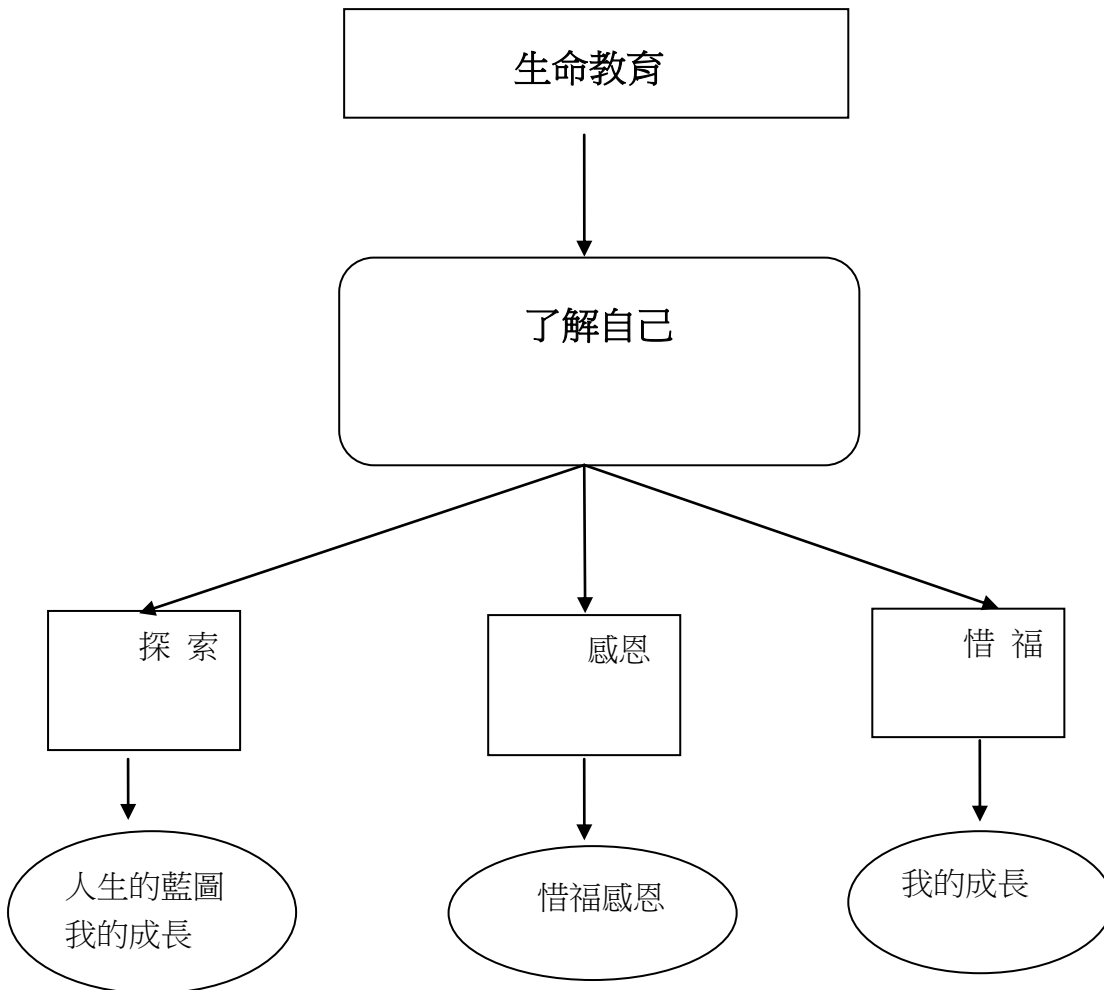 生命教育
了解自己
探 索
感恩
惜 福
人生的藍圖
我的成長
惜福感恩
我的成長